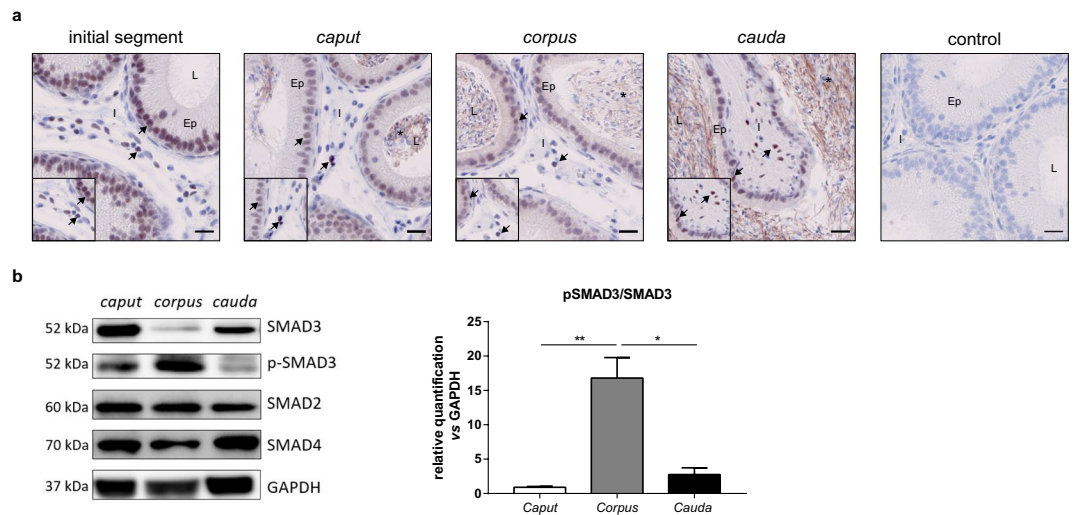 a
initial segment
caput
corpus
cauda
control
L
Ep
I
Ep
I
*
L
L
Ep
*
I
*
L
Ep
I
Ep
I
L
b
caput corpus cauda
52 kDa SMAD3
52 kDa p-SMAD3
60 kDa SMAD2
70 kDa SMAD4
37 kDa GAPDH
pSMAD3/SMAD3
relative quantification
vs GAPDH
25
20
15
10
5
0
**
*
Caput
Corpus
Cauda